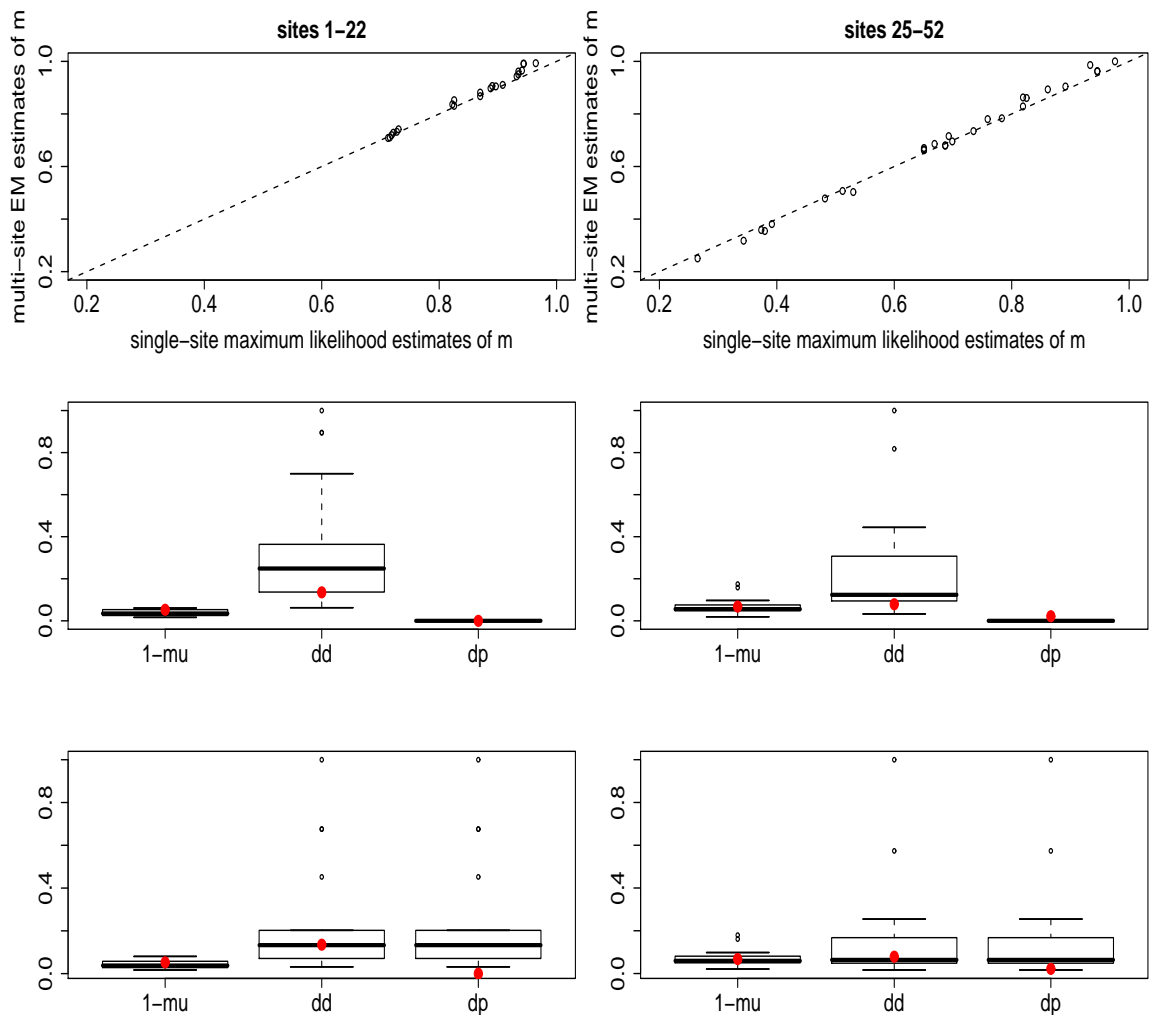 sites 1−22
multi−site EM estimates of m
1.0
0.6
0.2
0.2 0.4 0.6 0.8 1.0
single−site maximum likelihood estimates of m
sites 25−52
multi−site EM estimates of m
1.0
0.6
0.2
0.2 0.4 0.6 0.8 1.0
single−site maximum likelihood estimates of m
0.8
0.4
0.0
1−mu dd dp
0.8
0.4
0.0
1−mu dd dp
0.8
0.4
0.0
1−mu dd dp
0.8
0.4
0.0
1−mu dd dp